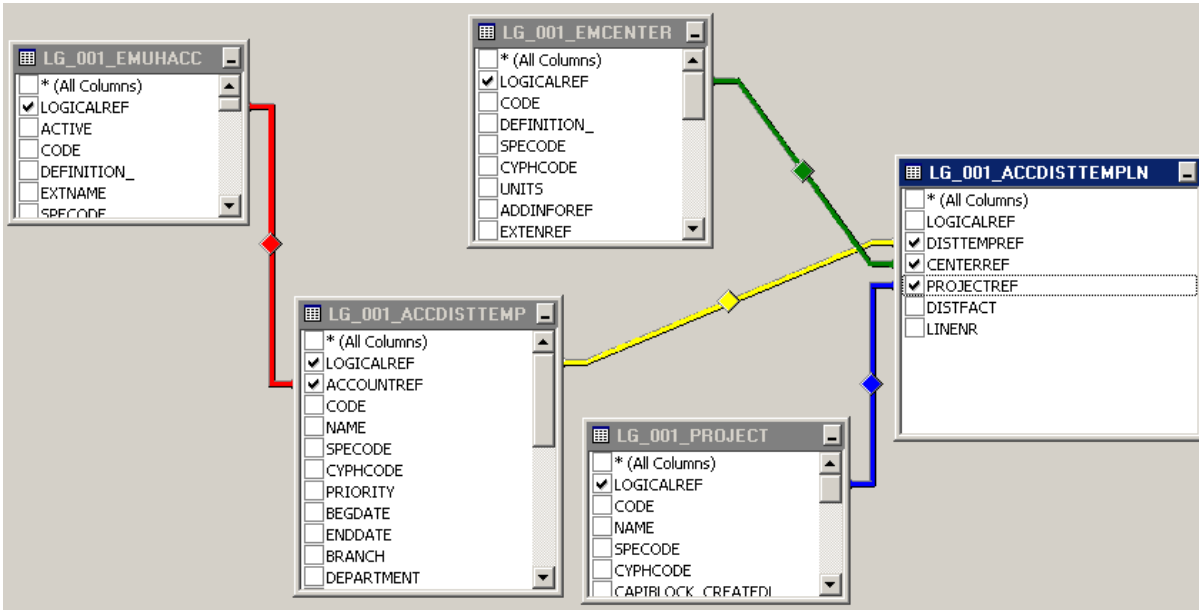 LG_001_EMUHACC
* (All Columns)
LOGICALREF
ACTIVE
CODE
DEFINITION_
EXTNAME
SPECODE
LG_001_EMCENTER
* (All Columns)
LOGICALREF
CODE
DEFINITION_
SPECODE
CYPHCODE
UNITS
ADDINFOREF
EXTENREF
LG_001_ACCDISTTEMPLN
* (All Columns)
LOGICALREF
DISTTEMPREF
CENTERREF
PROJECTREF
DISTFACT
LINENR
LG_001_ACCDISTTEMP
* (All Columns)
LOGICALREF
ACCOUNTREF
CODE
NAME
SPECODE
CYPHCODE
PRIORITY
BEGDATE
ENDDATE
BRANCH
DEPARTMENT
LG_001_PROJECT
* (All Columns)
LOGICALREF
CODE
NAME
SPECODE
CYPHCODE